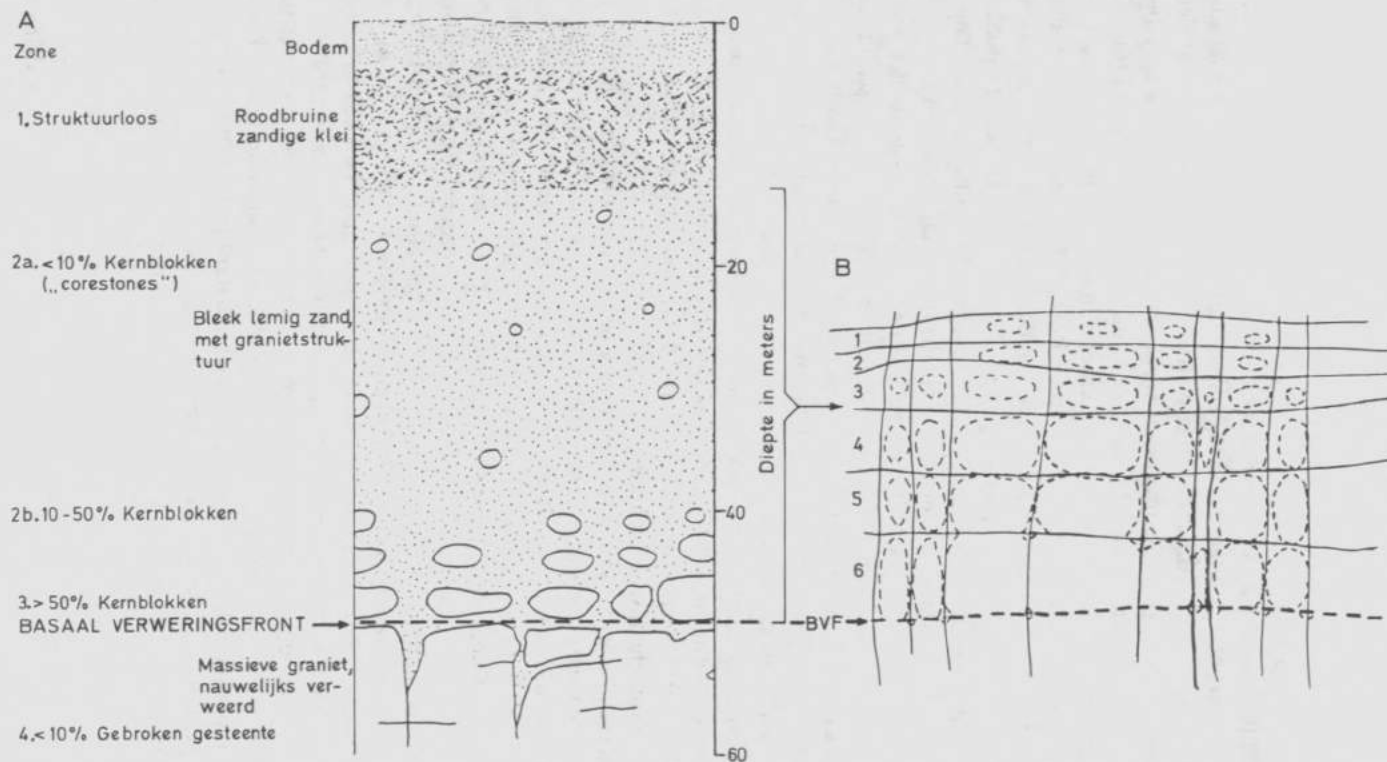 A
Zone
Bodem
0
1. Struktuurloos
Roodbruine
zandige klei
2a. <10% Kernblokken
(„corestones")
20
Bleek lemig zand,
met granietstruk-
tuur
Diepte in meters
2b. 10-50% Kernblokken
40
3. > 50% Kernblokken
BASAAL VERWERINGSFRONT
Massieve graniet,
nauwelijks ver-
weerd
4. < 10% Gebroken gesteente
60
B
1
2
3
4
5
6
BVF